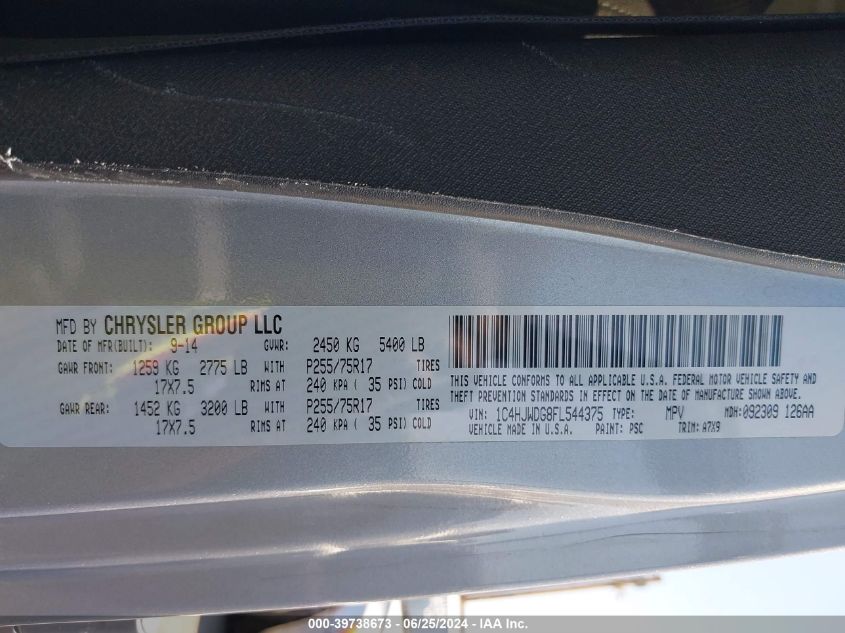 MFD BY CHRYSLER GROUP LLC
DATE OF MFR(BUILT): 9-14 GVWR: 2450 KG 5400 LB
GAWR FRONT: 1259 KG 2775 LB WITH P255/75R17 TIRES
17X7.5 RIMS AT 240 KPA ( 35 PSI) COLD
GAWR REAR: 1452 KG 3200 LB WITH P255/75R17 TIRES
17X7.5 RIMS AT 240 KPA ( 35 PSI) COLD
THIS VEHICLE CONFORMS TO ALL APPLICABLE U.S.A. FEDERAL MOTOR VEHICLE SAFETY
THEFT PREVENTION STANDARDS IN EFFECT ON THE DATE OF MANUFACTURE SHOWN ABOVE.
VIN: 1C4HJWDG8FL544375 TYPE: MPV MDH:092309 126AA
VEHICLE MADE IN U.S.A. PAINT: PSC TRIM: A7X9
000-39738673 - 06/25/2024 - IAA Inc.